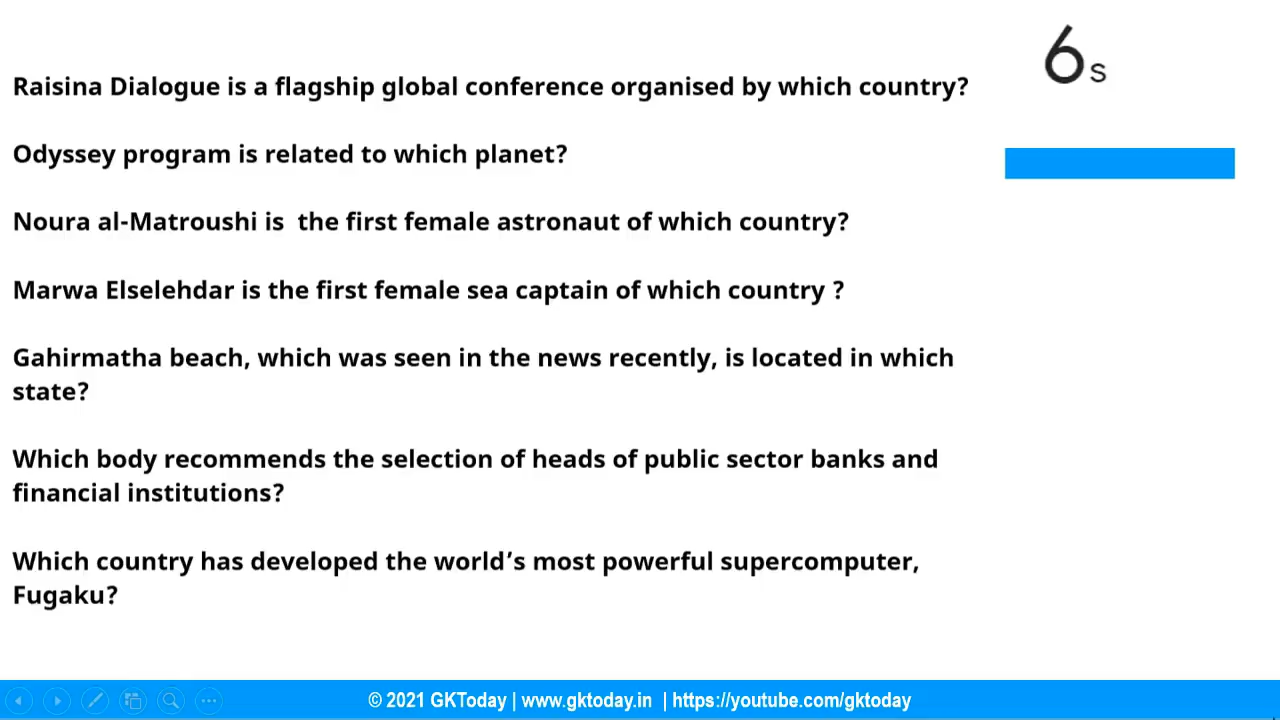 6s
Raisina Dialogue is a flagship global conference organised by which country?
Odyssey program is related to which planet?
Noura al-Matroushi is  the first female astronaut of which country?
Marwa Elselehdar is the first female sea captain of which country ?
Gahirmatha beach, which was seen in the news recently, is located in which
state?
Which body recommends the selection of heads of public sector banks and
financial institutions?
Which country has developed the world’s most powerful supercomputer,
Fugaku?
© 2021 GKToday | www.gktoday.in  | https://youtube.com/gktoday